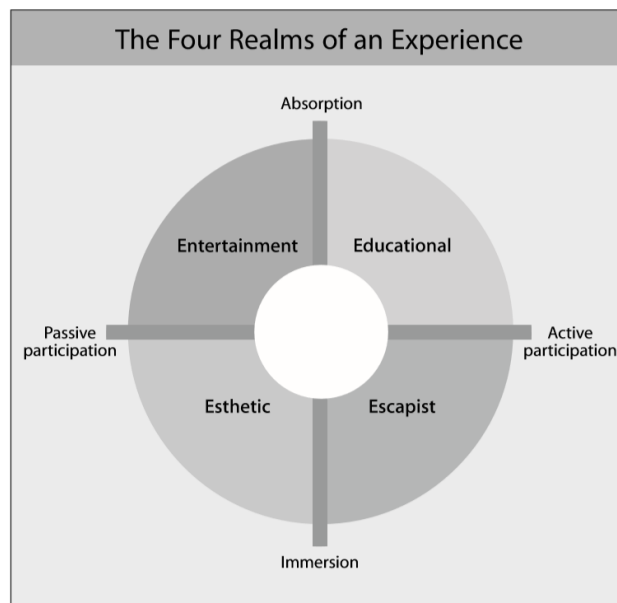 The Four Realms of an Experience
Absorption
Entertainment
Educational
Passive
participation
Active
participation
Esthetic
Escapist
Immersion